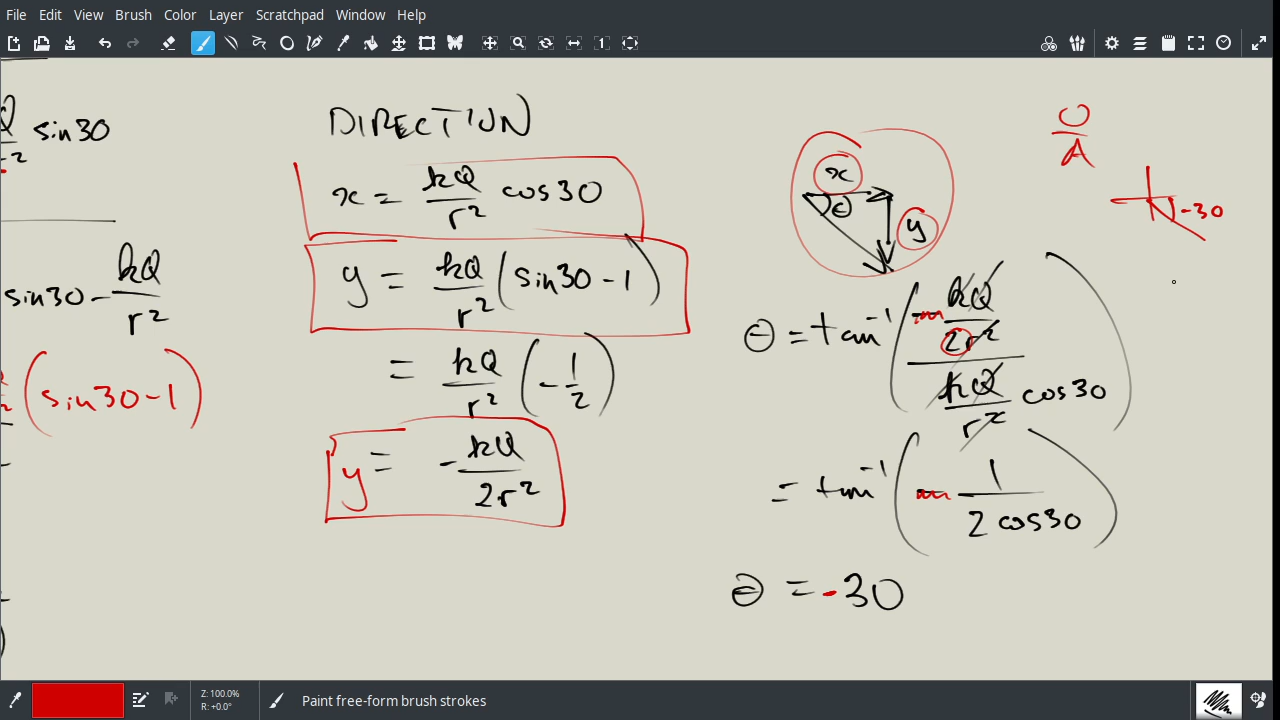 File Edit View Brush Color Layer Scratchpad Window Help
sin30
sin30 - kQ/r²
(sin30-1)
DIRECTION
x = kQ/r² cos30
y = kQ/r² (sin30 - 1)
= kQ/r² (-1/2)
y = -kQ/2r²
x
θ
y
O/A
-30
θ = tan⁻¹ (- kQ/2r² / kQ/r² cos30)
= tan⁻¹ (- 1/2 cos30)
θ = -30
Z: 100.0%
R: +0.0°
Paint free-form brush strokes